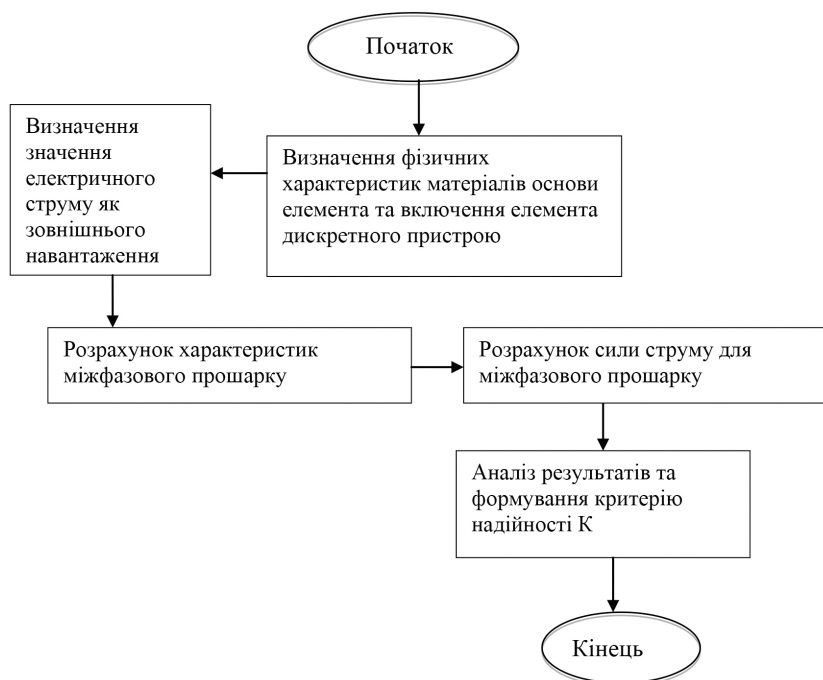 Початок
Визначення фізичних
характеристик матеріалів основи
елемента та включення елемента
дискретного пристрою
Визначення
значення
електричного
струму як
зовнішнього
навантаження
Розрахунок характеристик
міжфазового прошарку
Розрахунок сили струму для
міжфазового прошарку
Аналіз результатів та
формування критерію
надійності К
Кінець